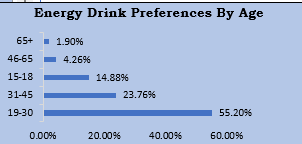 Energy Drink Preferences By Age
65+ 1.90%
46-65 4.26%
15-18 14.88%
31-45 23.76%
19-30 55.20%
0.00% 20.00% 40.00% 60.00%